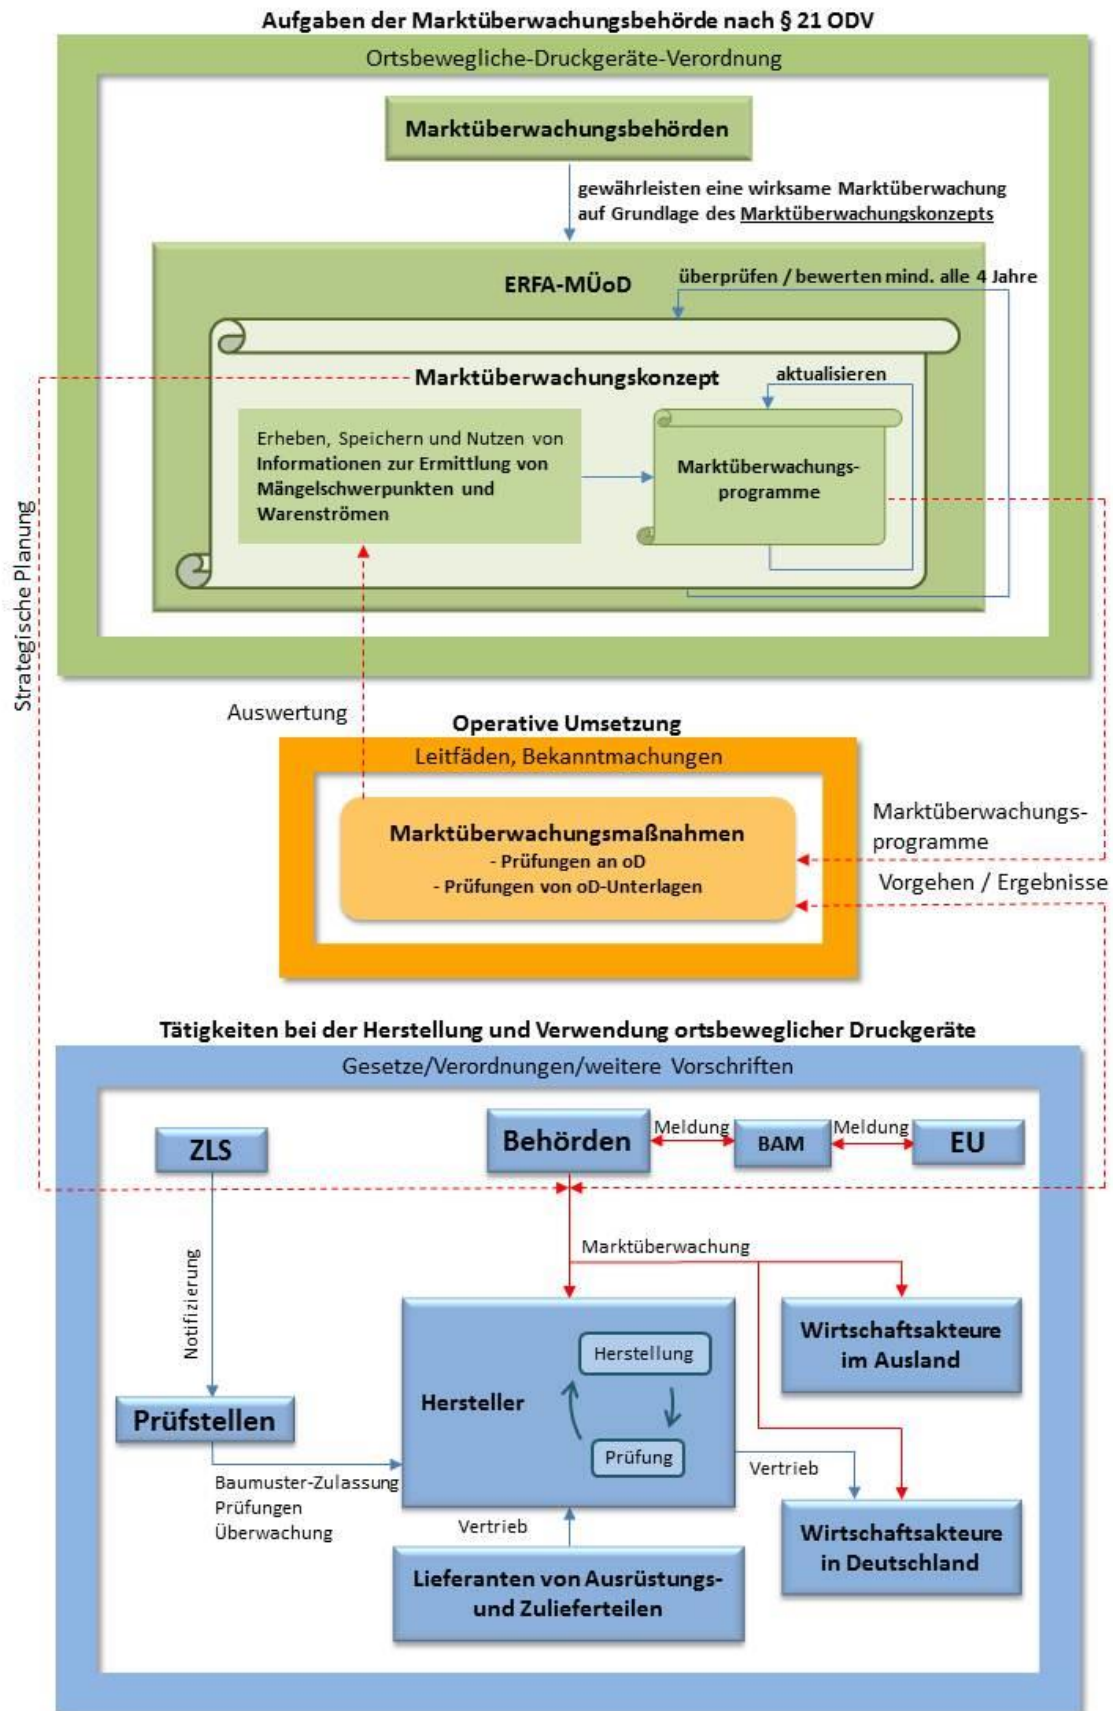 Aufgaben der Marktüberwachungsbehörde nach § 21 ODV
Ortsbewegliche-Druckgeräte-Verordnung
Marktüberwachungsbehörden
gewährleisten eine wirksame Marktüberwachung
auf Grundlage des Marktüberwachungskonzepts
ERFA-MÜoD
überprüfen / bewerten mind. alle 4 Jahre
Marktüberwachungskonzept
aktualisieren
Erheben, Speichern und Nutzen von
Informationen zur Ermittlung von
Mängelschwerpunkten und
Warenströmen
Marktüberwachungs-
programme
Strategische Planung
Auswertung
Operative Umsetzung
Leitfäden, Bekanntmachungen
Marktüberwachungsmaßnahmen
- Prüfungen an oD
- Prüfungen von oD-Unterlagen
Marktüberwachungs-
programme
Vorgehen / Ergebnisse
Tätigkeiten bei der Herstellung und Verwendung ortsbeweglicher Druckgeräte
Gesetze/Verordnungen/weitere Vorschriften
ZLS
Behörden
Meldung
BAM
Meldung
EU
Notifizierung
Marktüberwachung
Wirtschaftsakteure
im Ausland
Herstellung
Hersteller
Prüfung
Prüfstellen
Baumuster-Zulassung
Prüfungen
Überwachung
Vertrieb
Vertrieb
Wirtschaftsakteure
in Deutschland
Lieferanten von Ausrüstungs-
und Zulieferteilen